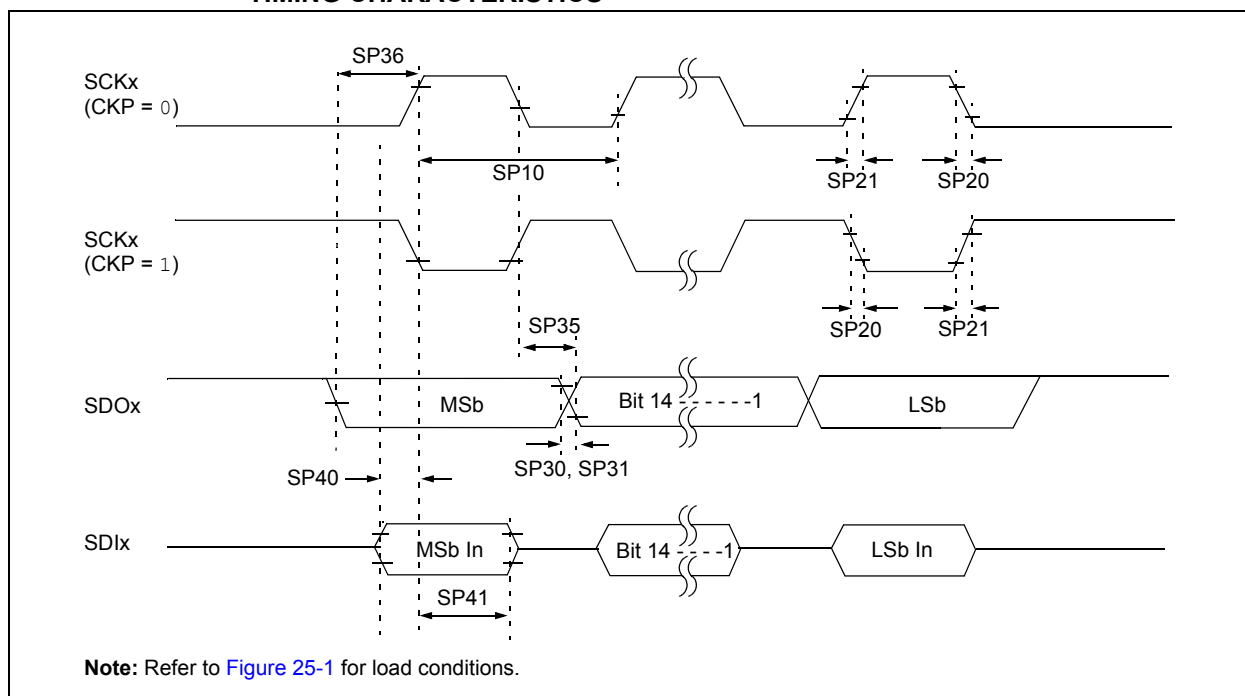 TIMING CHARACTERISTICS
SP36
SCKx
(CKP = 0)
SP10
SP21
SP20
SCKx
(CKP = 1)
SP35
SP20
SP21
SDOx
MSb
Bit 14 - - - - - -1
LSb
SP30, SP31
SP40
SDIx
MSb In
Bit 14 - - - - -1
LSb In
SP41
Note: Refer to Figure 25-1 for load conditions.